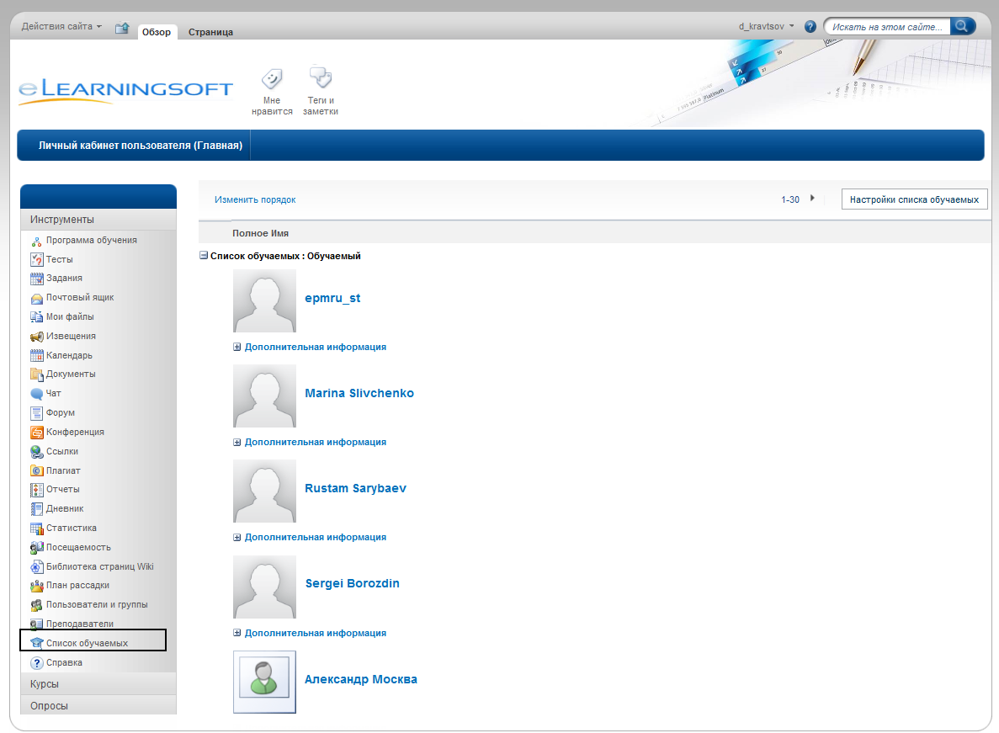 Действия сайта
Обзор
Страница
d_kravtsov
Искать на этом сайте...
eLearningsoft
Мне
нравится
Теги и
заметки
Platinum
Личный кабинет пользователя (Главная)
Инструменты
Программа обучения
Тесты
Задания
Почтовый ящик
Мои файлы
Извещения
Календарь
Документы
Чат
Форум
Конференция
Ссылки
Плагиат
Отчеты
Дневник
Статистика
Посещаемость
Библиотека страниц Wiki
План рассадки
Пользователи и группы
Преподаватели
Список обучаемых
Справка
Курсы
Опросы
Изменить порядок
1-30
Настройки списка обучаемых
Полное Имя
Список обучаемых : Обучаемый
epmru_st
Дополнительная информация
Marina Slivchenko
Дополнительная информация
Rustam Sarybaev
Дополнительная информация
Sergei Borozdin
Дополнительная информация
Александр Москва